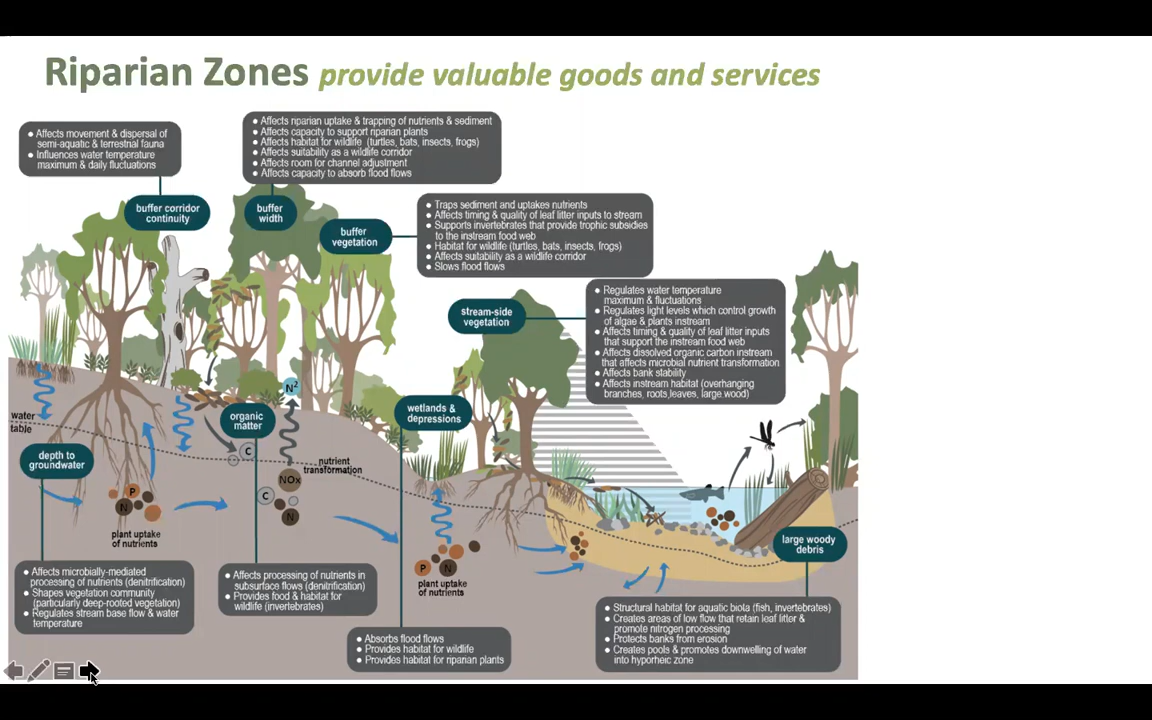 Riparian Zones provide valuable goods and services
● Affects movement & dispersal of
semi-aquatic & terrestrial fauna
● Influences water temperature
maximum & daily fluctuations
● Affects riparian uptake & trapping of nutrients & sediment
● Affects capacity to support riparian plants
● Affects habitat for wildlife (turtles, bats, insects, frogs)
● Affects suitability as a wildlife corridor
● Affects room for channel adjustment
● Affects capacity to absorb flood flows
buffer corridor
continuity
buffer
width
buffer
vegetation
● Traps sediment and uptakes nutrients
● Affects timing & quality of leaf litter inputs to stream
● Supports invertebrates that provide trophic subsidies
to the instream food web
● Habitat for wildlife (turtles, bats, insects, frogs)
● Affects suitability as a wildlife corridor
● Slows flood flows
stream-side
vegetation
● Regulates water temperature
maximum & fluctuations
● Regulates light levels which control growth
of algae & plants instream
● Affects timing & quality of leaf litter inputs
that support the instream food web
● Affects dissolved organic carbon instream
that affects microbial nutrient transformation
● Affects bank stability
● Affects instream habitat (overhanging
branches, roots,leaves, large wood)
N²
water
table
organic
matter
wetlands &
depressions
depth to
groundwater
C
nutrient
transformation
NOx
C
N
P
N
plant uptake
of nutrients
P
N
plant uptake
of nutrients
large woody
debris
● Affects microbially-mediated
processing of nutrients (denitrification)
● Shapes vegetation community
(particularly deep-rooted vegetation)
● Regulates stream base flow & water
temperature
● Affects processing of nutrients in
subsurface flows (denitrification)
● Provides food & habitat for
wildlife (invertebrates)
● Absorbs flood flows
● Provides habitat for wildlife
● Provides habitat for riparian plants
● Structural habitat for aquatic biota (fish, invertebrates)
● Creates areas of low flow that retain leaf litter &
promote nitrogen processing
● Protects banks from erosion
● Creates pools & promotes downwelling of water
into hyporheic zone